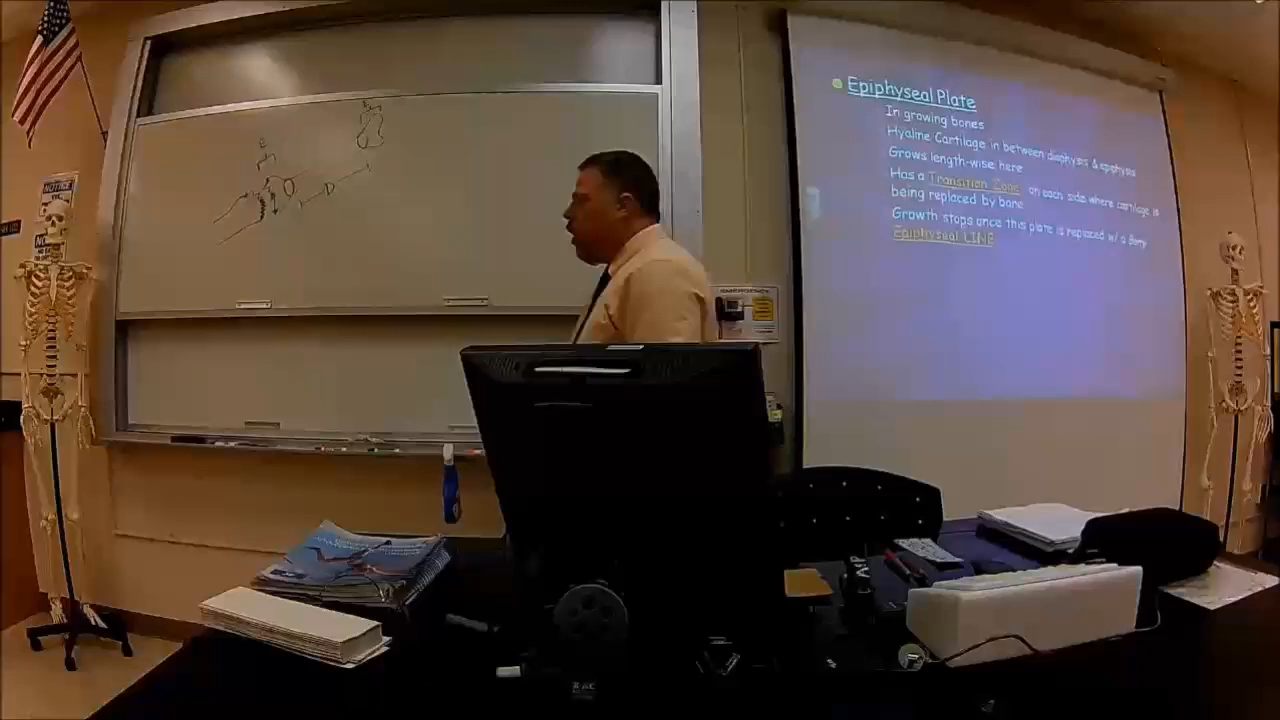 NOTICE
E
D
EMERGENCY
Epiphyseal Plate
In growing bones
Hyaline Cartilage in between diaphysis & epiphysis
Grows length-wise here
Has a Transition Zone on each side where cartilage is
being replaced by bone
Growth stops once this plate is replaced w/ a Bony
Epiphyseal LINE